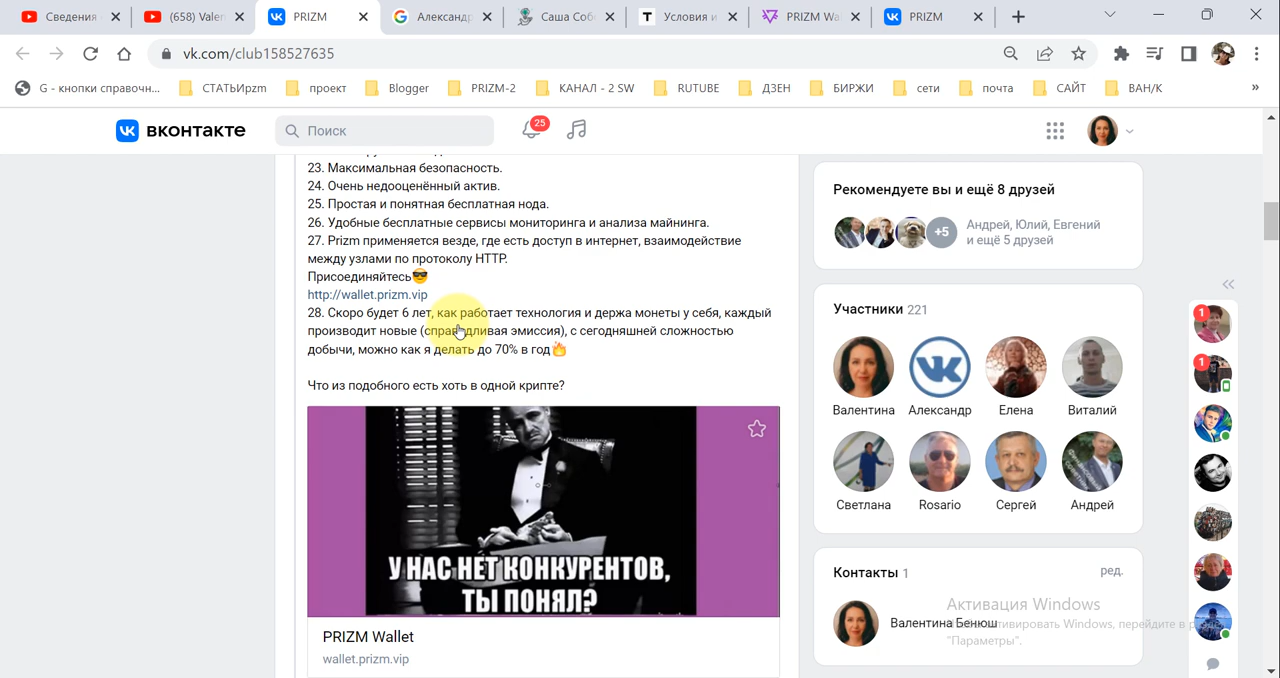 Сведения
(658) Valer
PRIZM
Александр
Саша Соб
Условия и
PRIZM Wa
PRIZM
vk.com/club158527635
G - кнопки справочн...
СТАТЬИpzm
проект
Blogger
PRIZM-2
КАНАЛ - 2 SW
RUTUBE
ДЗЕН
БИРЖИ
сети
почта
САЙТ
ВАН/К
»
вконтакте
Поиск
25
23. Максимальная безопасность.
24. Очень недооценённый актив.
25. Простая и понятная бесплатная нода.
26. Удобные бесплатные сервисы мониторинга и анализа майнинга.
27. Prizm применяется везде, где есть доступ в интернет, взаимодействие
между узлами по протоколу HTTP.
Присоединяйтесь😎
http://wallet.prizm.vip
28. Скоро будет 6 лет, как работает технология и держа монеты у себя, каждый
производит новые (справедливая эмиссия), с сегодняшней сложностью
добычи, можно как я делать до 70% в год🔥
Что из подобного есть хоть в одной крипте?
У НАС НЕТ КОНКУРЕНТОВ,
ТЫ ПОНЯЛ?
PRIZM Wallet
wallet.prizm.vip
Рекомендуете вы и ещё 8 друзей
+5
Андрей, Юлий, Евгений
и ещё 5 друзей
Участники 221
Валентина
Александр
Елена
Виталий
Светлана
Rosario
Сергей
Андрей
Контакты 1
ред.
Валентина Бенюш
1
1
Активация Windows
активировать Windows, перейдите в
"Параметры".